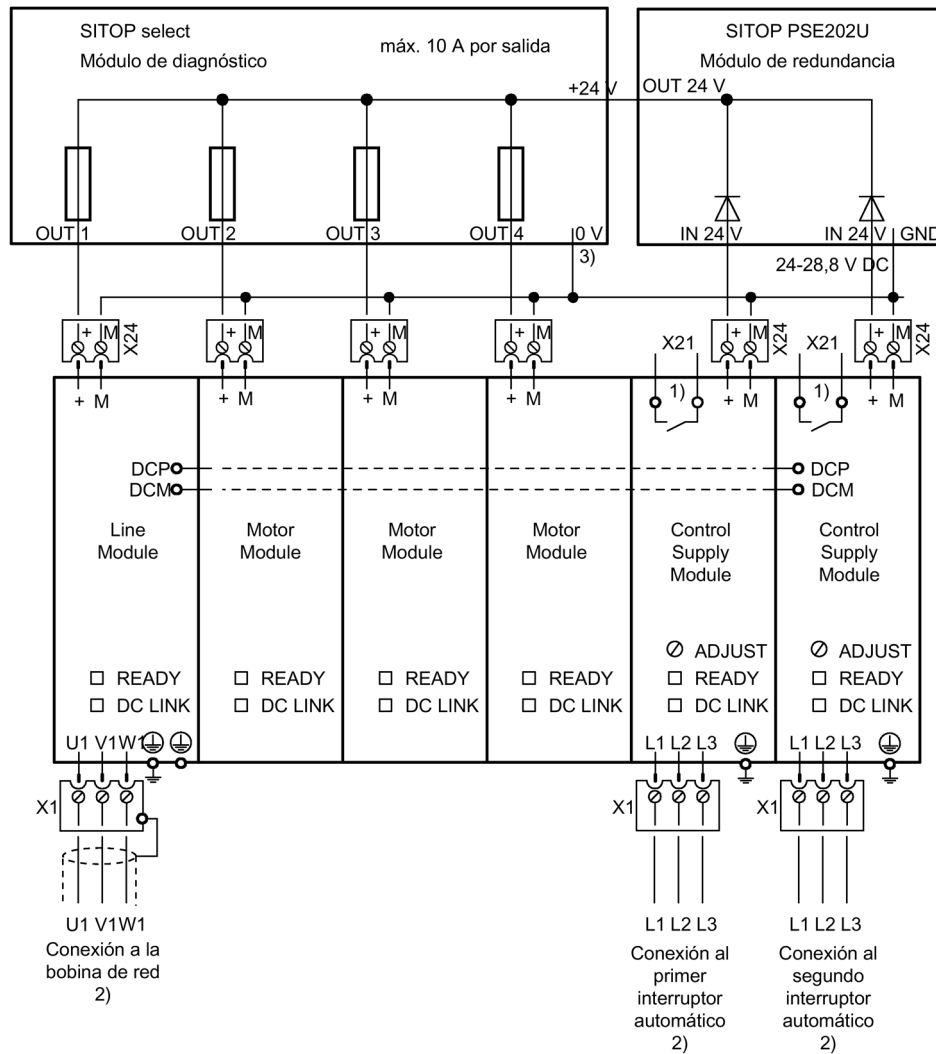 SITOP select
Módulo de diagnóstico
máx. 10 A por salida
SITOP PSE202U
Módulo de redundancia
+24 V
OUT 24 V
OUT 1
OUT 2
OUT 3
OUT 4
0 V
3)
IN 24 V
IN 24 V
GND
24-28,8 V DC
+ M
X24
+ M
+ M
+ M
X21
+ M
X24
X21
+ M
X24
+ M
+ M
+ M
+ M
1)
+ M
1)
+ M
DCP
DCP
DCM
DCM
Line
Module
Motor
Module
Motor
Module
Motor
Module
Control
Supply
Module
Control
Supply
Module
ADJUST
ADJUST
READY
READY
READY
READY
READY
READY
DC LINK
DC LINK
DC LINK
DC LINK
DC LINK
DC LINK
U1 V1 W1
L1 L2 L3
L1 L2 L3
X1
X1
X1
U1 V1 W1
L1 L2 L3
L1 L2 L3
Conexión a la
bobina de red
2)
Conexión al
primer
interruptor
automático
2)
Conexión al
segundo
interruptor
automático
2)